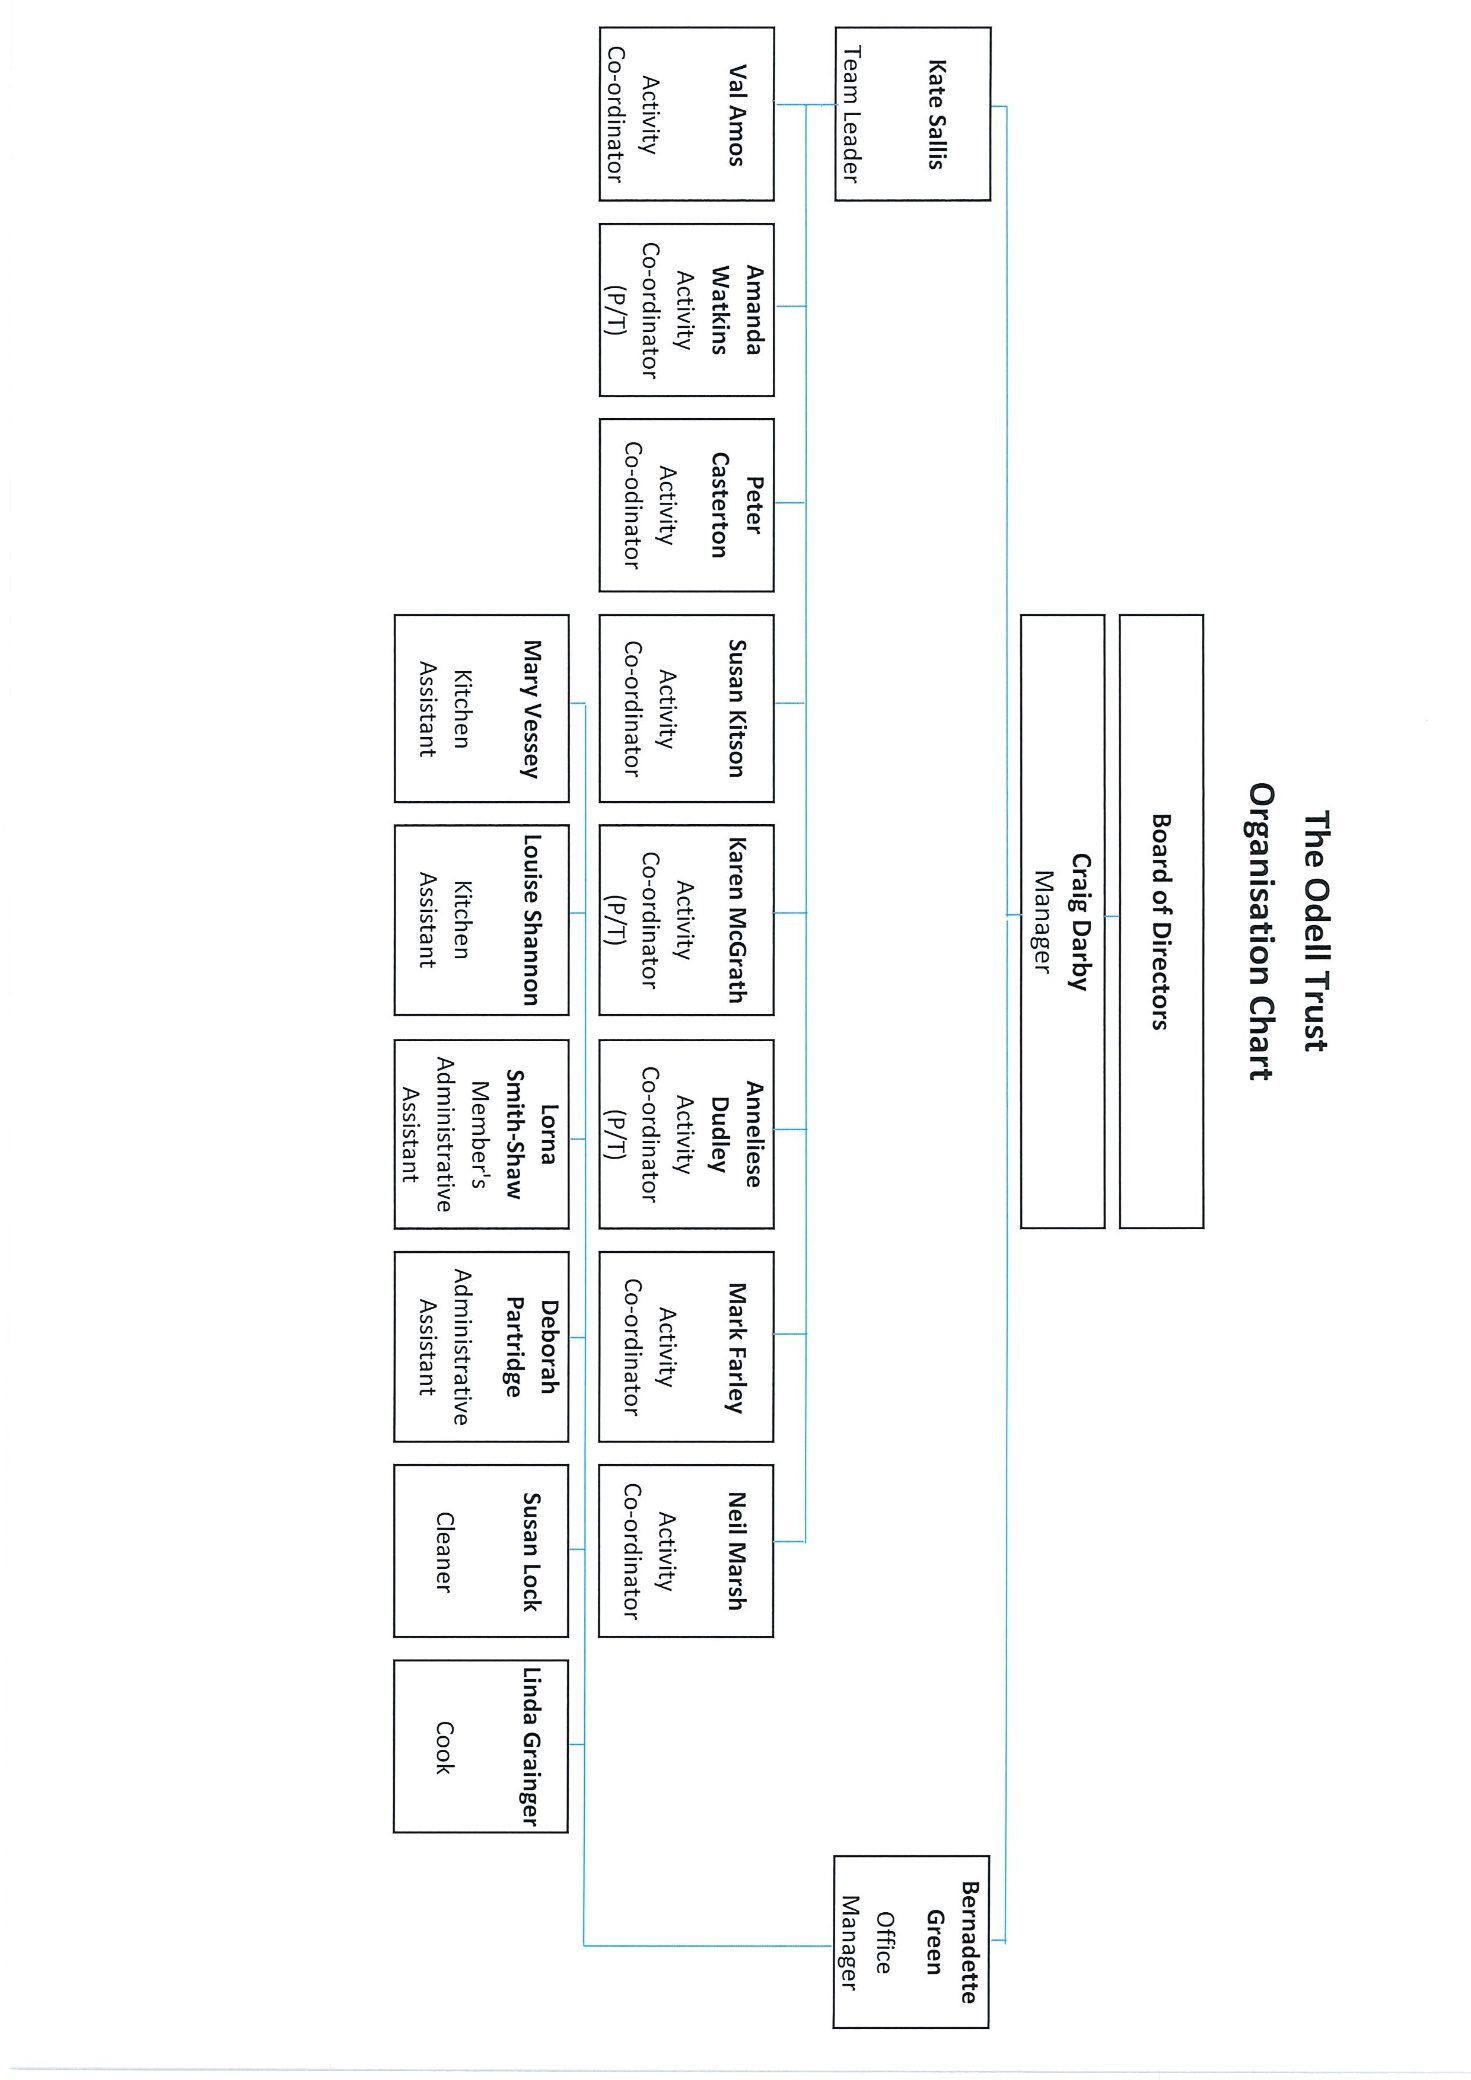 The Odell Trust
Organisation Chart
Board of Directors
Craig Darby
Manager
Kate Sallis
Team Leader
Bernadette
Green
Office
Manager
Val Amos
Activity
Co-ordinator
Amanda
Watkins
Activity
Co-ordinator
(P/T)
Peter
Casterton
Activity
Co-odinator
Susan Kitson
Activity
Co-ordinator
Karen McGrath
Activity
Co-ordinator
(P/T)
Anneliese
Dudley
Activity
Co-ordinator
(P/T)
Mark Farley
Activity
Co-ordinator
Neil Marsh
Activity
Co-ordinator
Mary Vessey
Kitchen
Assistant
Louise Shannon
Kitchen
Assistant
Lorna
Smith-Shaw
Member's
Administrative
Assistant
Deborah
Partridge
Administrative
Assistant
Susan Lock
Cleaner
Linda Grainger
Cook